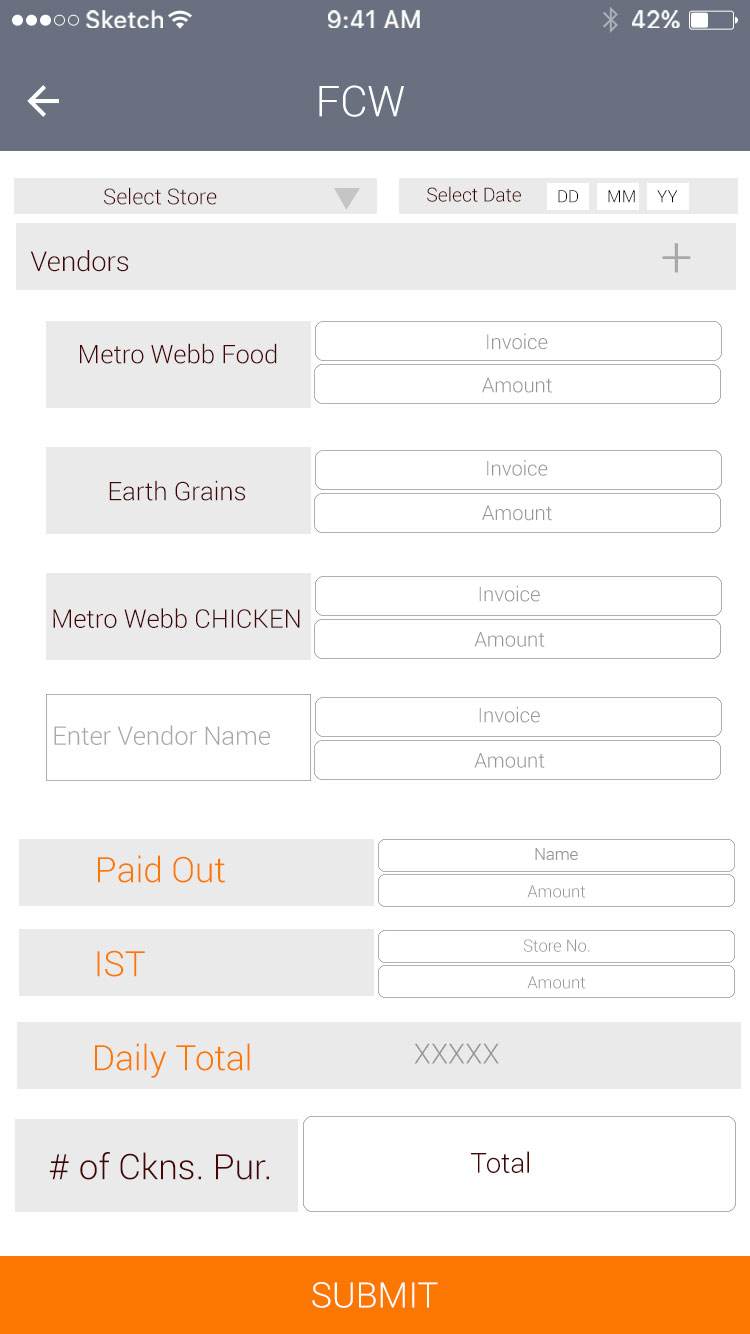 Sketch 9:41 AM 42%
FCW
Select Store Select Date DD MM YY
Vendors +
Metro Webb Food
Invoice
Amount
Earth Grains
Invoice
Amount
Metro Webb CHICKEN
Invoice
Amount
Enter Vendor Name
Invoice
Amount
Paid Out
Name
Amount
IST
Store No.
Amount
Daily Total XXXXX
# of Ckns. Pur. Total
SUBMIT